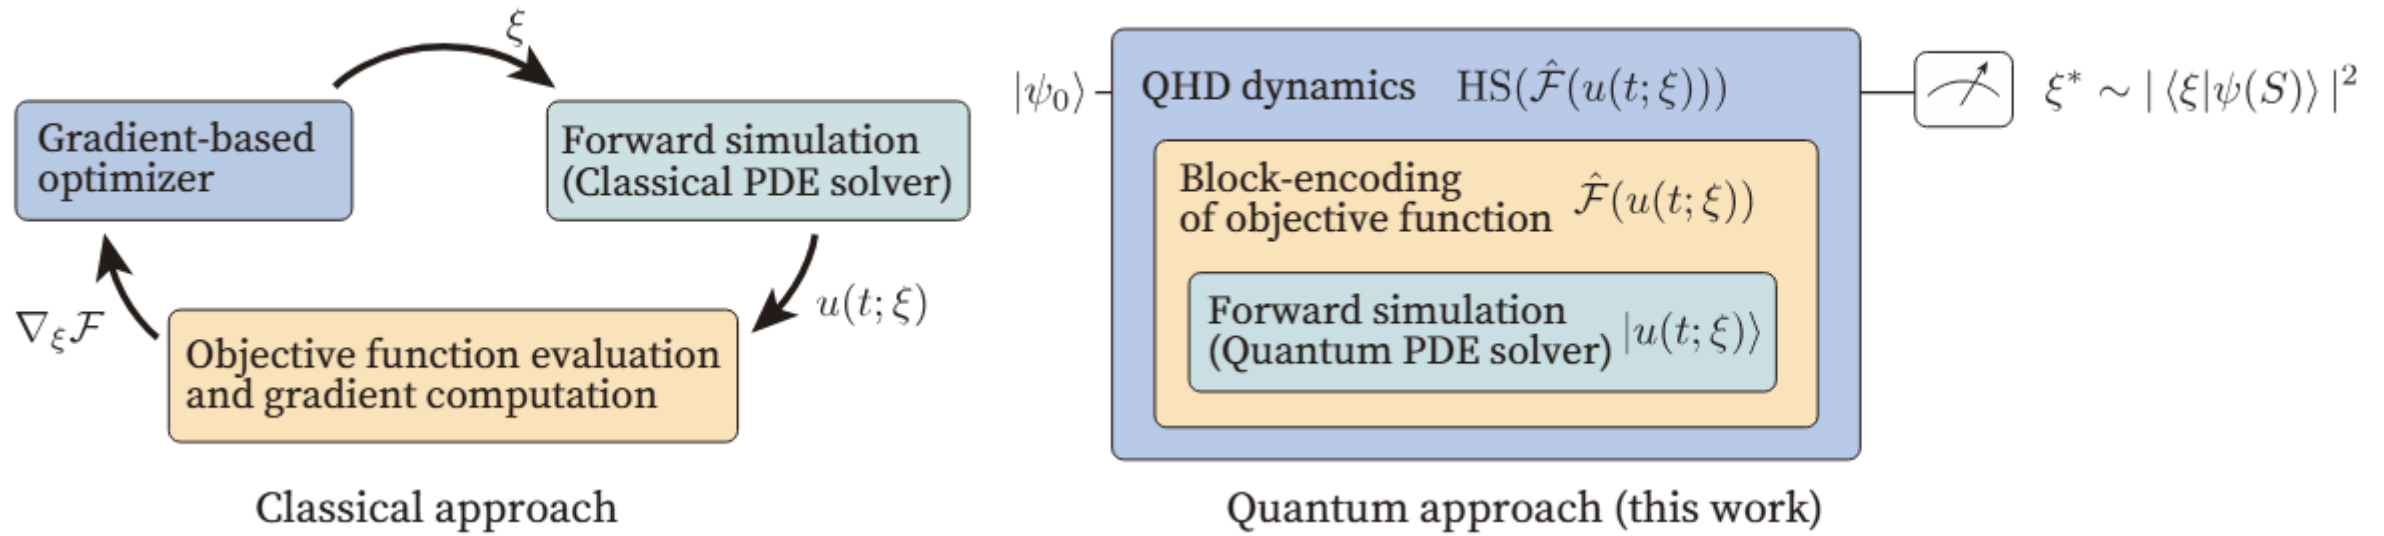 ξ
Gradient-based
optimizer
Forward simulation
(Classical PDE solver)
u(t; ξ)
∇_ξ 𝓕
Objective function evaluation
and gradient computation
Classical approach
|ψ₀⟩
QHD dynamics HS(𝓕̂(u(t; ξ)))
Block-encoding
of objective function 𝓕̂(u(t; ξ))
Forward simulation
(Quantum PDE solver) |u(t; ξ)⟩
ξ* ∼ | ⟨ξ|ψ(S)⟩ |²
Quantum approach (this work)